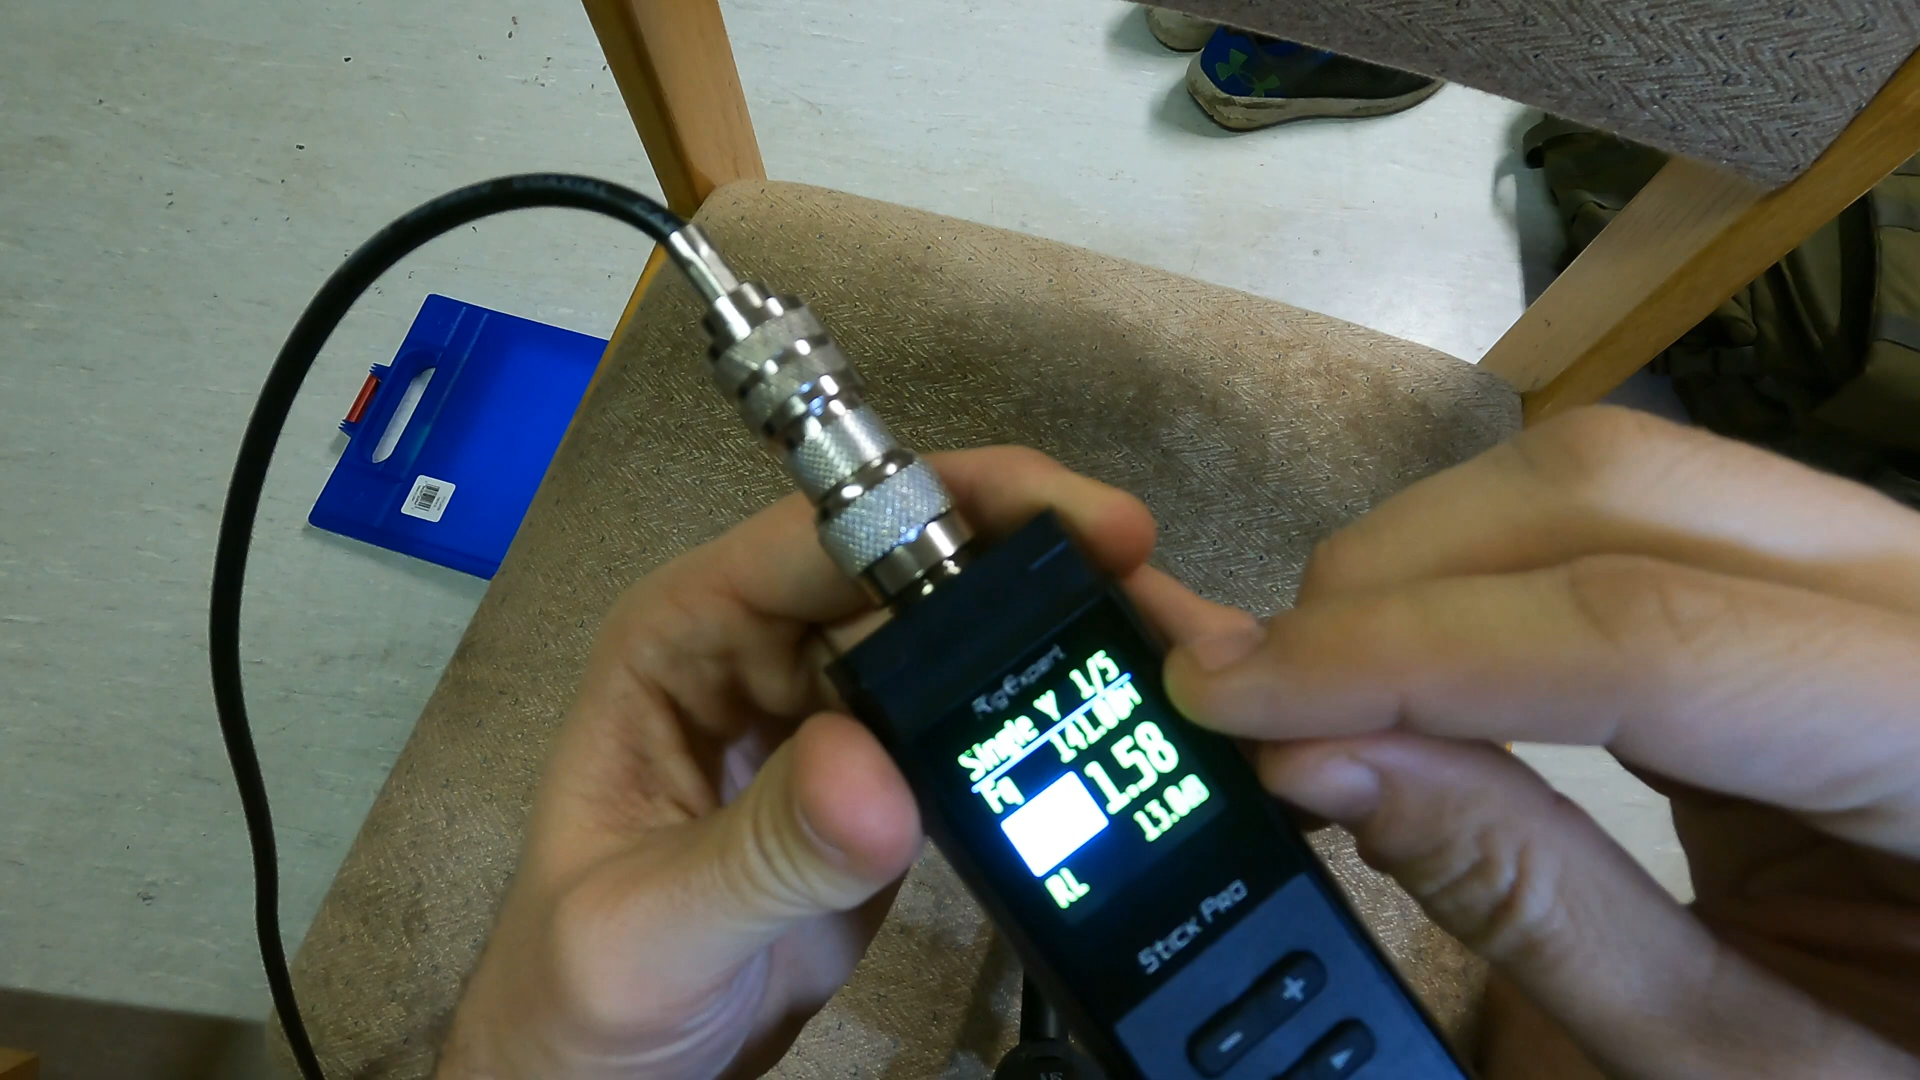 RigExpert
Single 1/5
Fq 141.00M
1.58
RL 13.0dB
Stick Pro
+
-